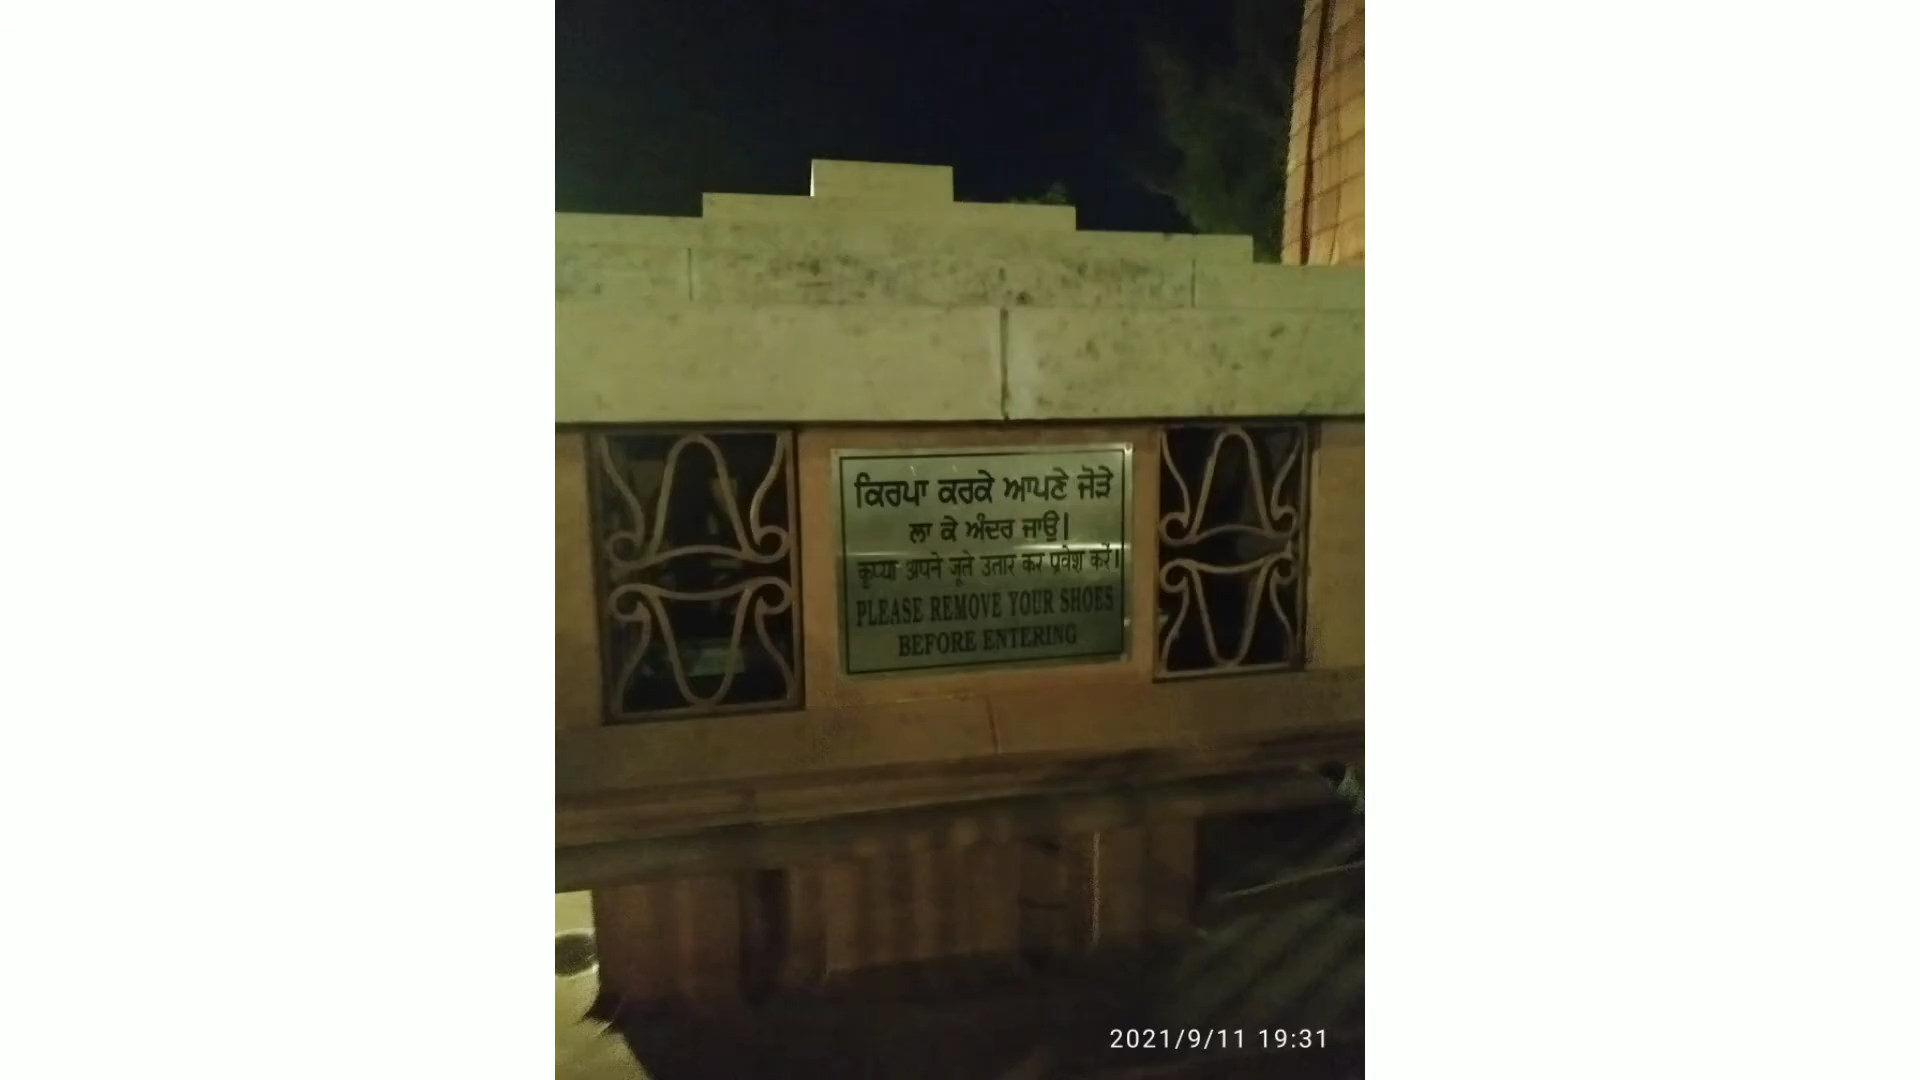 ਕਿਰਪਾ ਕਰਕੇ ਆਪਣੇ ਜੋੜੇ
ਲਾ ਕੇ ਅੰਦਰ ਜਾਉ।
कृप्या अपने जूते उतार कर प्रवेश करें।
PLEASE REMOVE YOUR SHOES
BEFORE ENTERING
2021/9/11 19:31